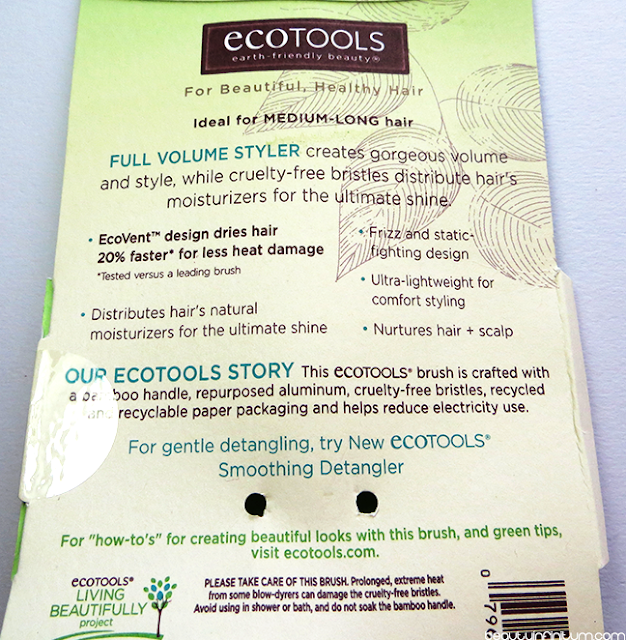 ecoTOOLS
earth-friendly beauty®
For Beautiful, Healthy Hair
Ideal for MEDIUM-LONG hair
FULL VOLUME STYLER creates gorgeous volume
and style, while cruelty-free bristles distribute hair's
moisturizers for the ultimate shine.
• EcoVent™ design dries hair
20% faster* for less heat damage
*Tested versus a leading brush
• Distributes hair's natural
moisturizers for the ultimate shine
• Frizz and static-
fighting design
• Ultra-lightweight for
comfort styling
• Nurtures hair + scalp
OUR ECOTOOLS STORY This ecoTOOLS® brush is crafted with
a bamboo handle, repurposed aluminum, cruelty-free bristles, recycled
and recyclable paper packaging and helps reduce electricity use.
For gentle detangling, try New ecoTOOLS®
Smoothing Detangler
For "how-to's" for creating beautiful looks with this brush, and green tips,
visit ecotools.com.
ecoTOOLS®
LIVING
BEAUTIFULLY
project
PLEASE TAKE CARE OF THIS BRUSH. Prolonged, extreme heat
from some blow-dyrers can damage the cruelty-free bristles.
Avoid using in shower or bath, and do not soak the bamboo handle.
0 79